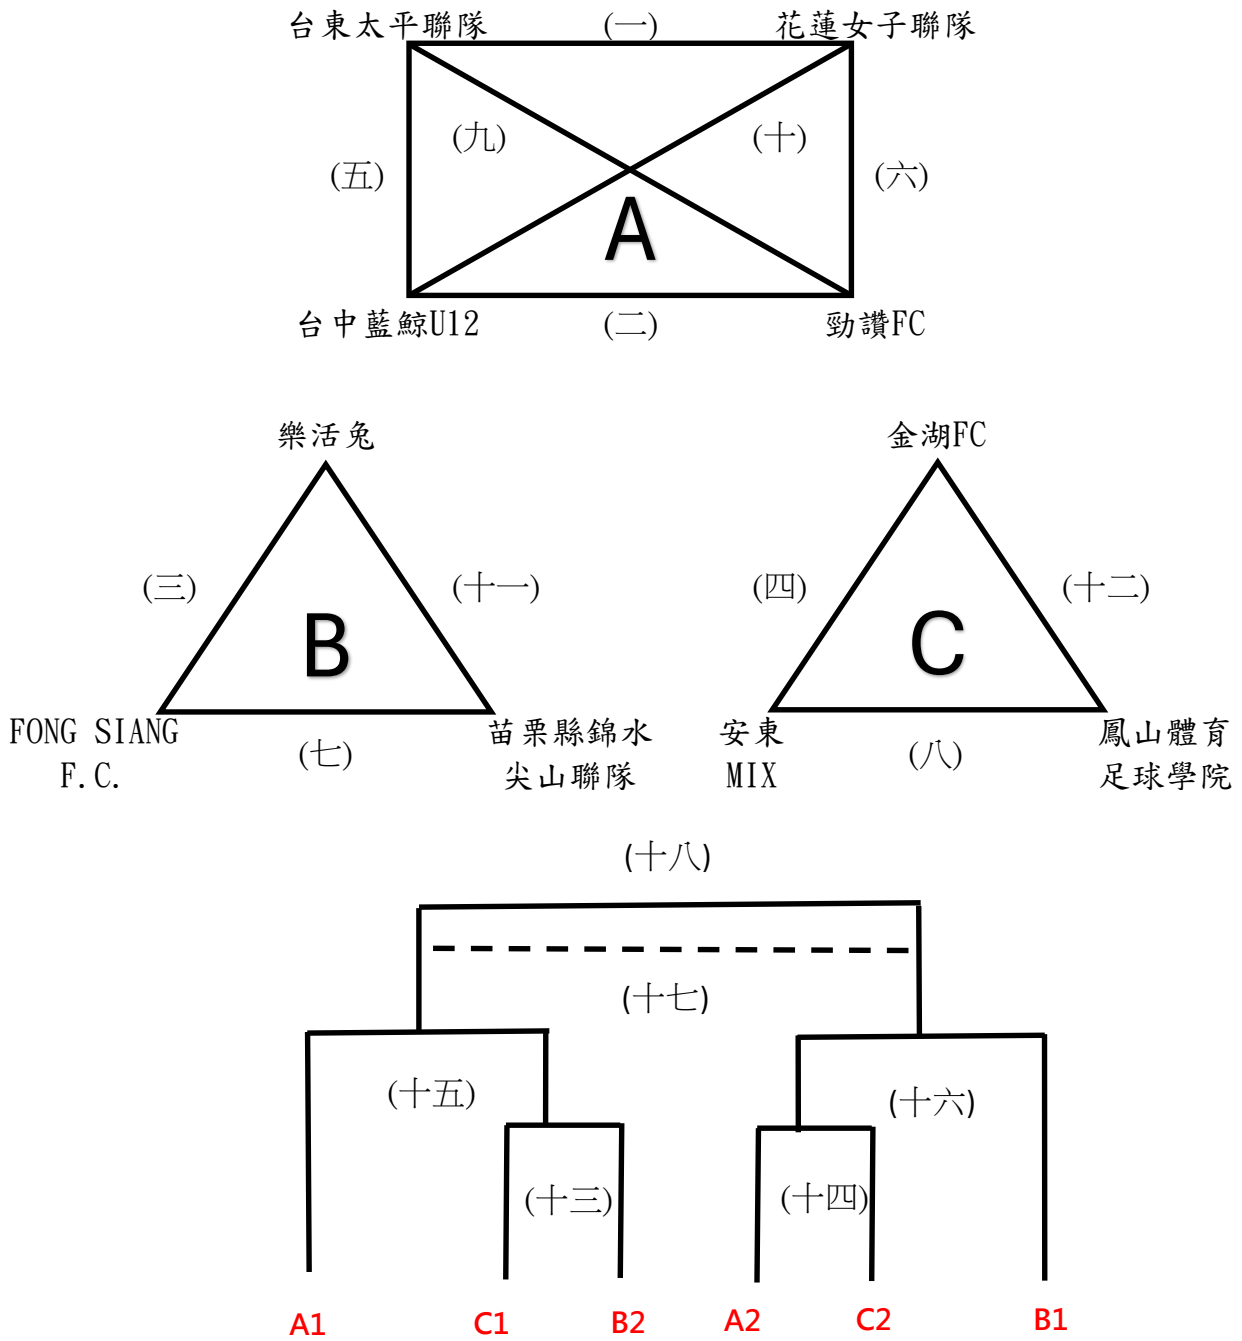 台東太平聯隊 (一) 花蓮女子聯隊
(九) (十)
(五) (六)
A
台中藍鯨U12 (二) 勁讚FC
樂活兔 金湖FC
(三) (十一) (四) (十二)
B C
FONG SIANG
F.C.
(七)
苗栗縣錦水
尖山聯隊
安東
MIX
(八)
鳳山體育
足球學院
(十八)
(十七)
(十五) (十六)
(十三) (十四)
A1 C1 B2 A2 C2 B1